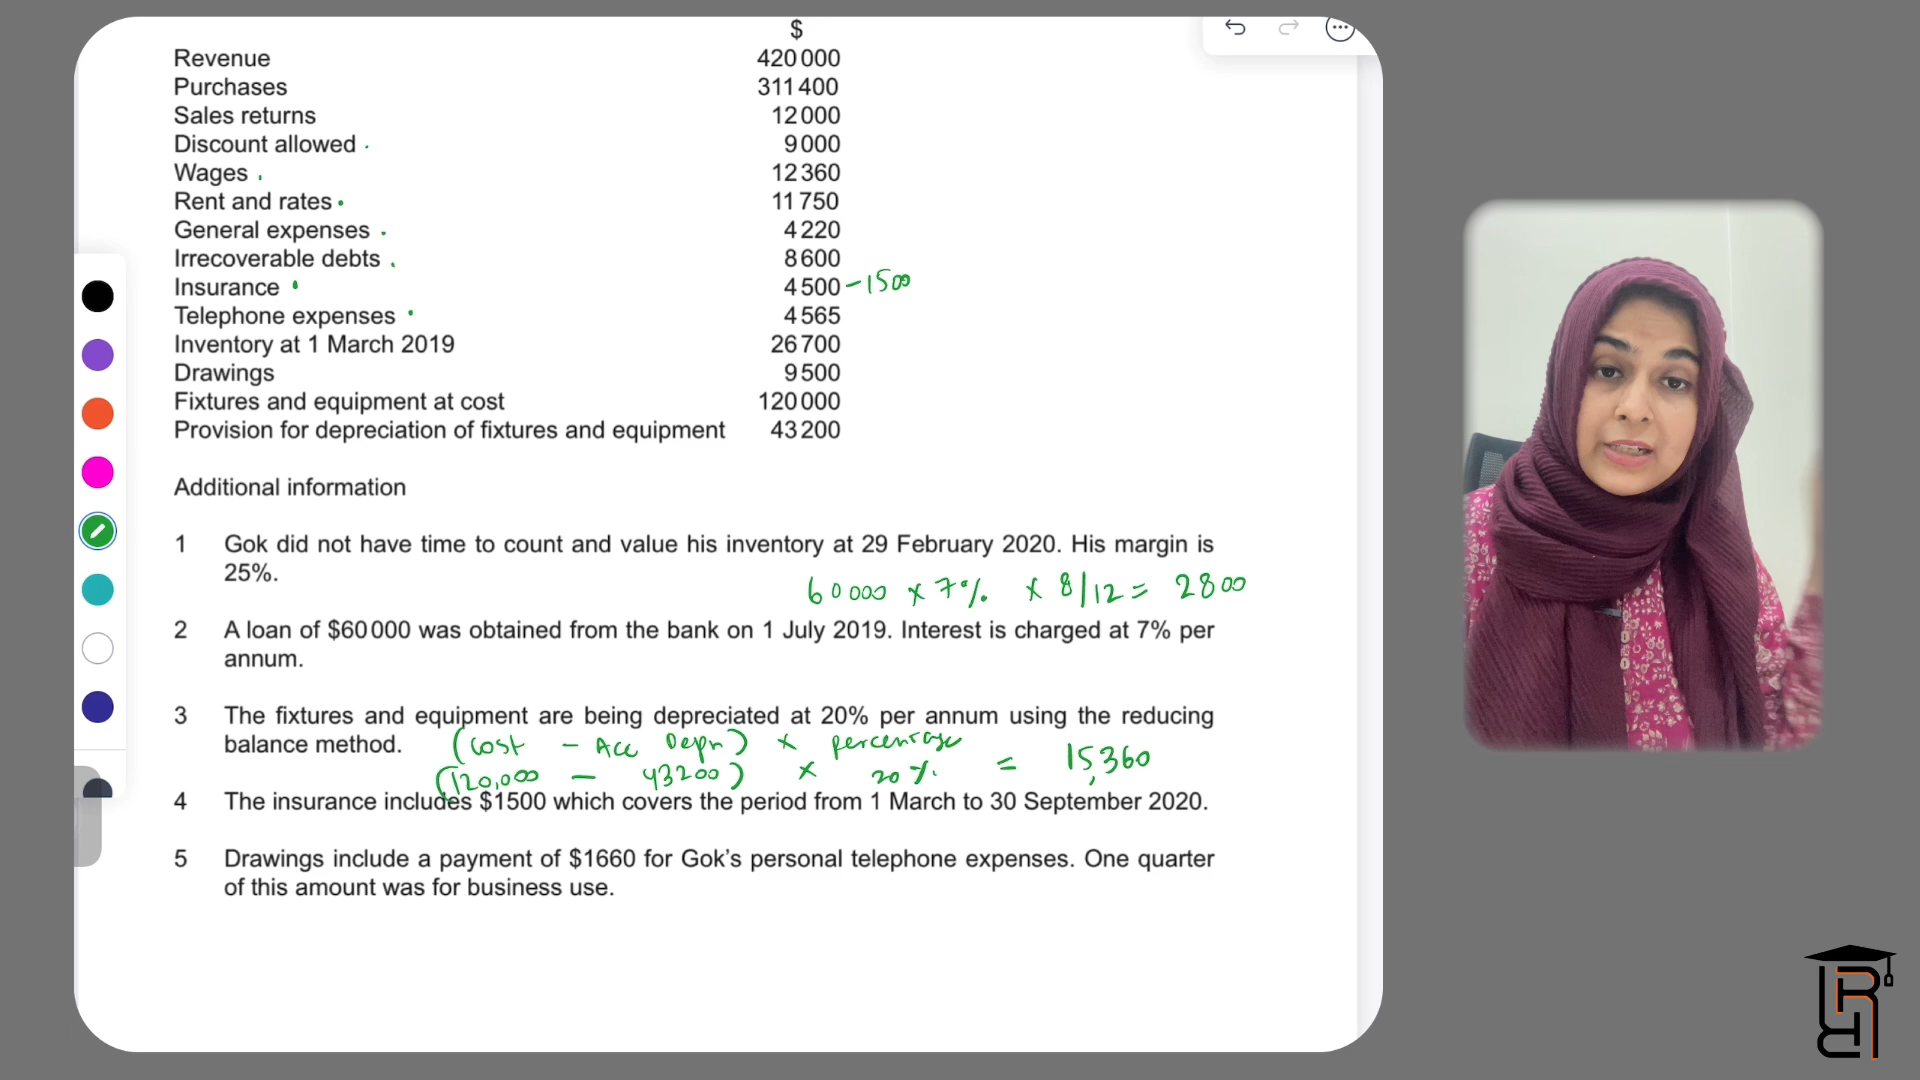 $
Revenue 420 000
Purchases 311 400
Sales returns 12 000
Discount allowed 9 000
Wages 12 360
Rent and rates 11 750
General expenses 4 220
Irrecoverable debts 8 600
Insurance 4 500 -1500
Telephone expenses 4 565
Inventory at 1 March 2019 26 700
Drawings 9 500
Fixtures and equipment at cost 120 000
Provision for depreciation of fixtures and equipment 43 200
Additional information
1 Gok did not have time to count and value his inventory at 29 February 2020. His margin is
25%.
60000 x 7% x 8/12 = 2800
2 A loan of $60 000 was obtained from the bank on 1 July 2019. Interest is charged at 7% per
annum.
3 The fixtures and equipment are being depreciated at 20% per annum using the reducing
balance method. (Cost - Acc Depn) x percentage
(120,000 - 43200) x 20% = 15,360
4 The insurance includes $1500 which covers the period from 1 March to 30 September 2020.
5 Drawings include a payment of $1660 for Gok's personal telephone expenses. One quarter
of this amount was for business use.